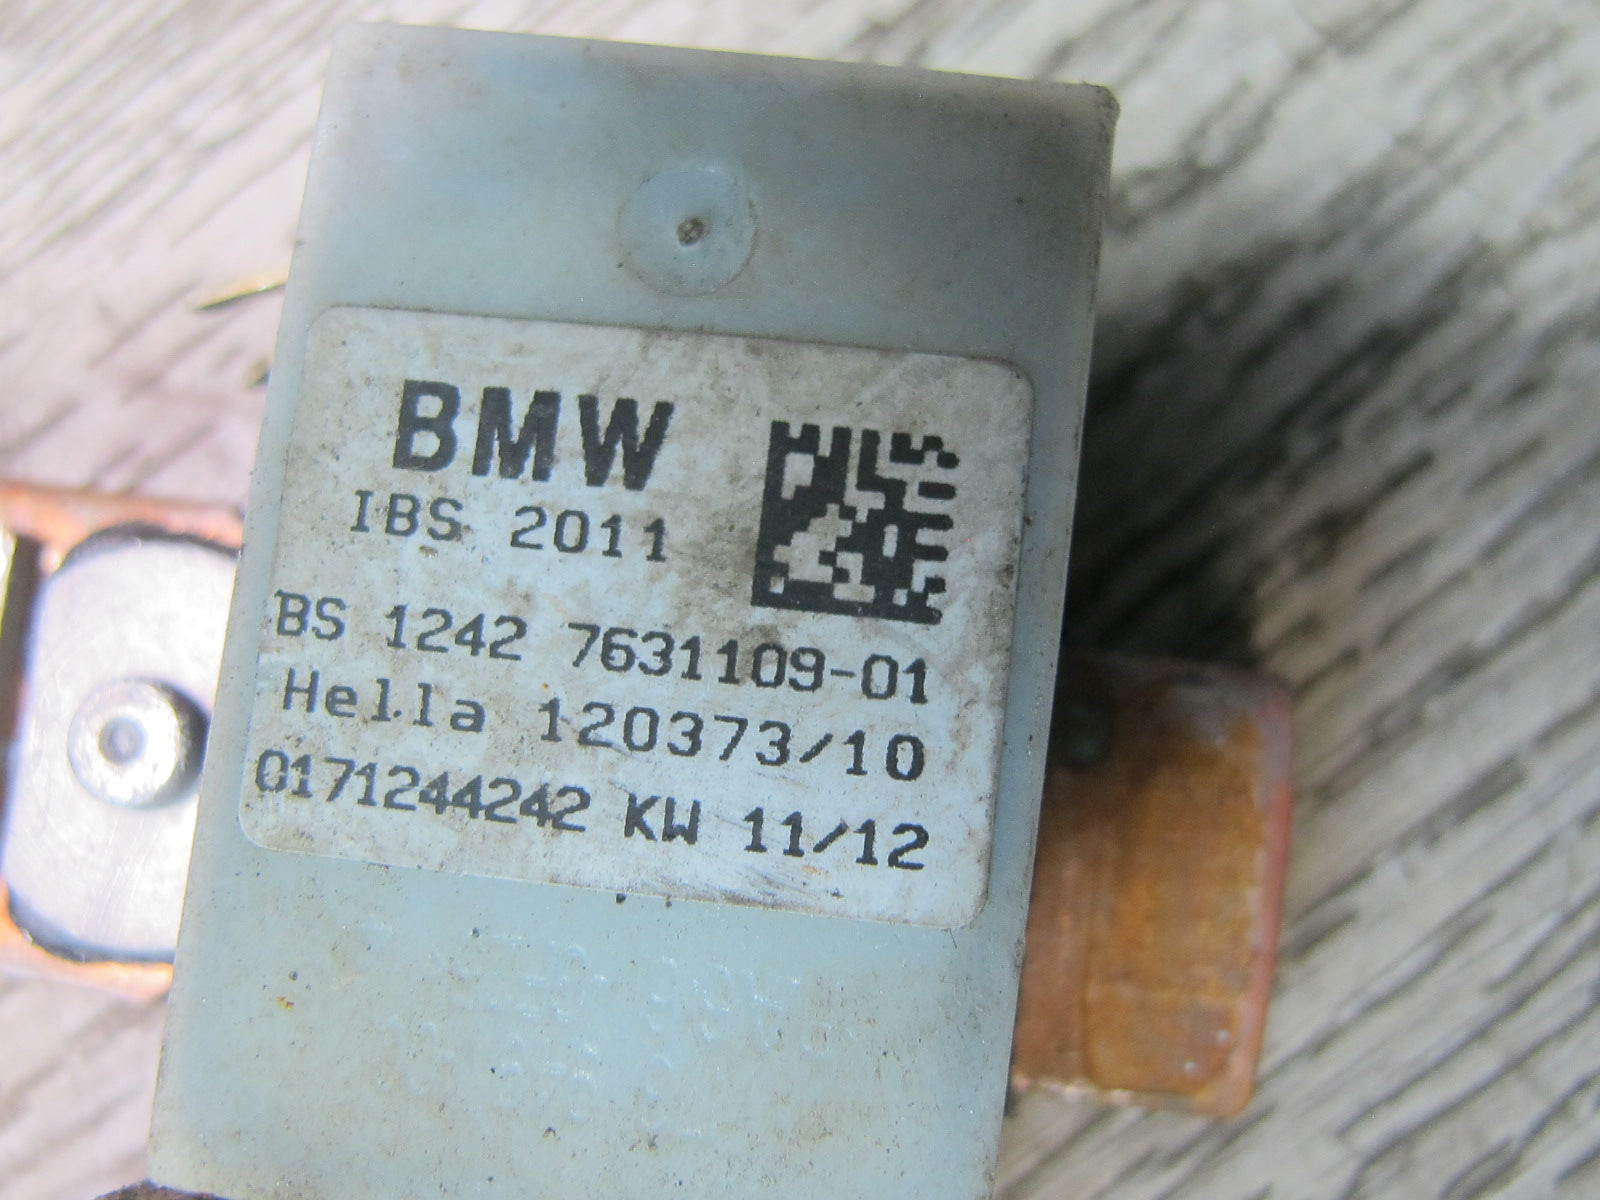 BMW
IBS 2011
BS 1242 7631109-01
Hella 120373/10
0171244242 KW 11/12